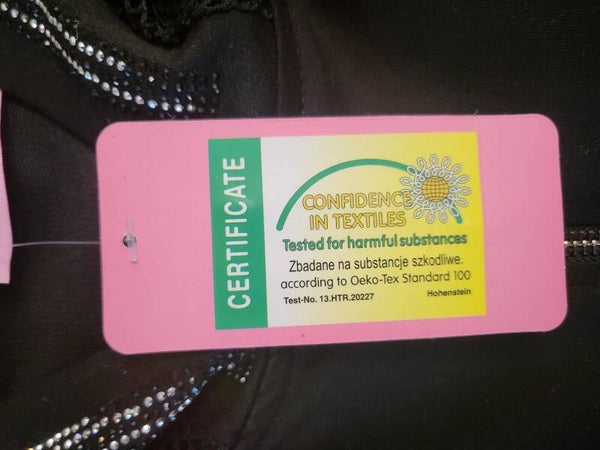 CERTIFICATE
CONFIDENCE
IN TEXTILES
Tested for harmful substances
Zbadane na substancje szkodliwe.
according to Oeko-Tex Standard 100
Test-No. 13.HTR.20227
Hohenstein